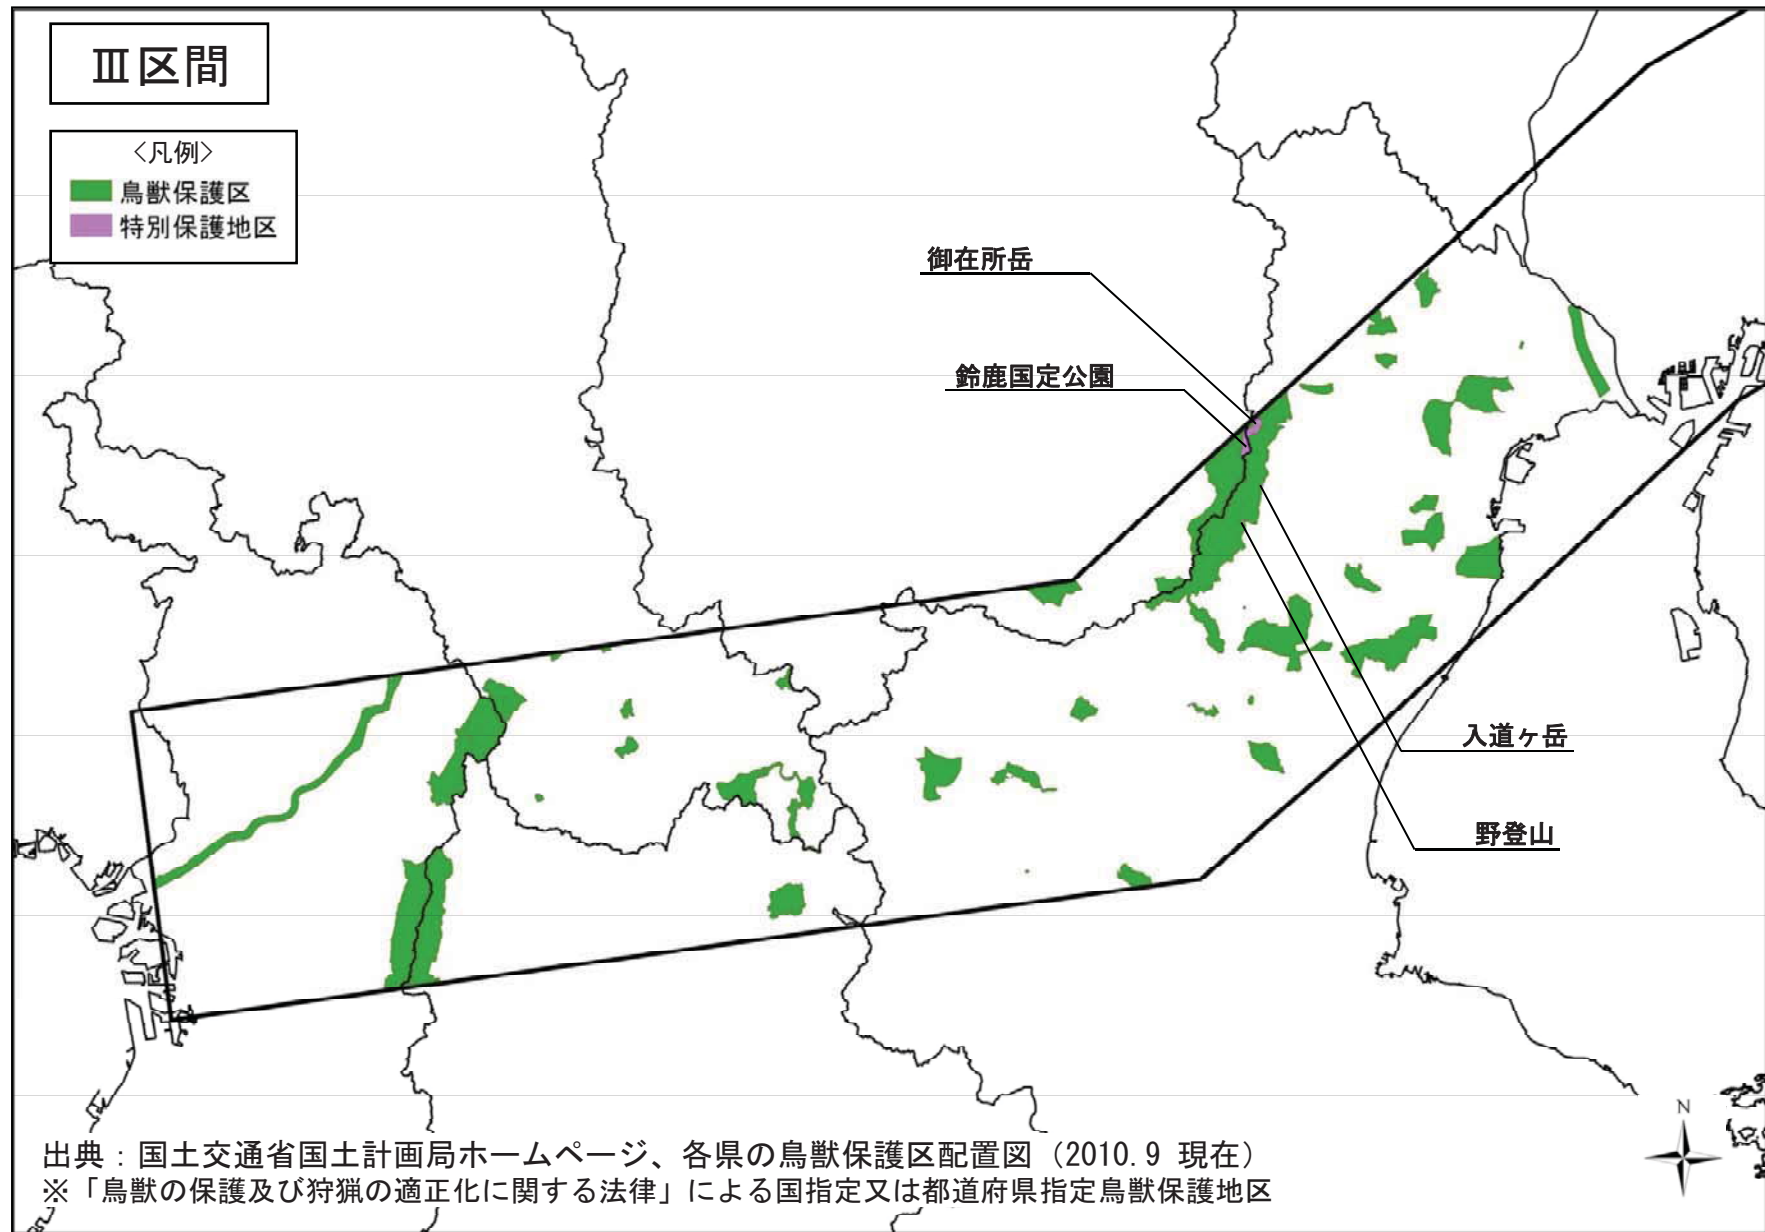 Ⅲ区間
<凡例>
鳥獣保護区
特別保護地区
御在所岳
鈴鹿国定公園
入道ヶ岳
野登山
N
出典：国土交通省国土計画局ホームページ、各県の鳥獣保護区配置図（2010.9 現在）
※「鳥獣の保護及び狩猟の適正化に関する法律」による国指定又は都道府県指定鳥獣保護地区